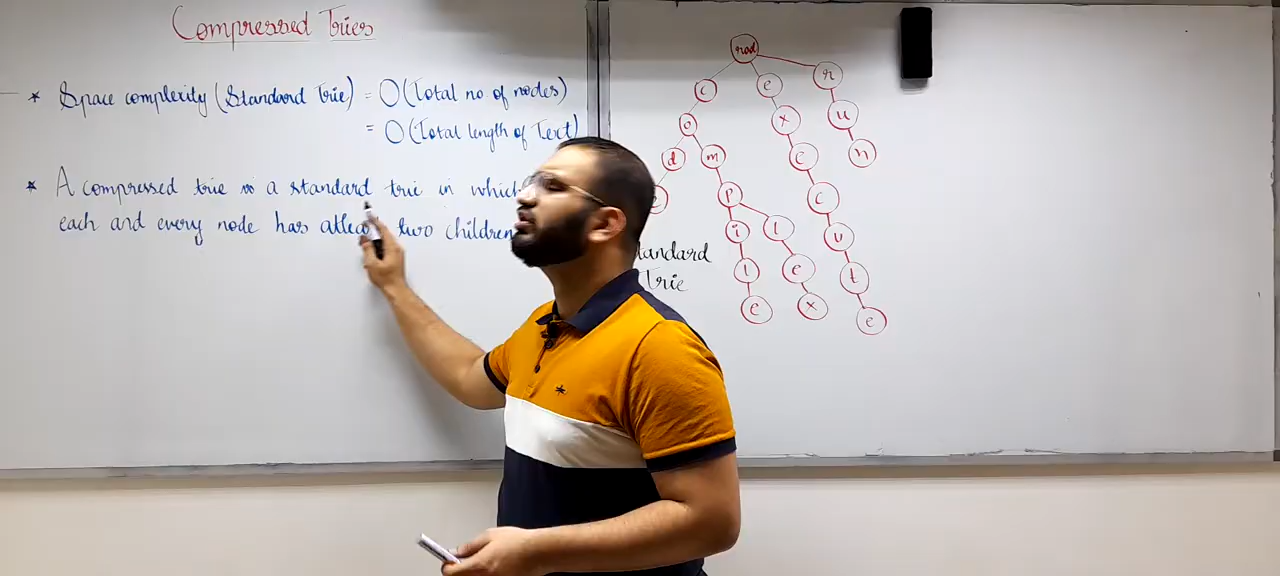 Compressed Tries
* Space complexity (Standard Trie) = O(Total no of nodes)
= O(Total length of Text)
* A compressed trie is a standard trie in which
each and every node has atleas two children
root
c e r
o x u
d m e n
p c
i l u
l e t
e x e
tandard
Trie